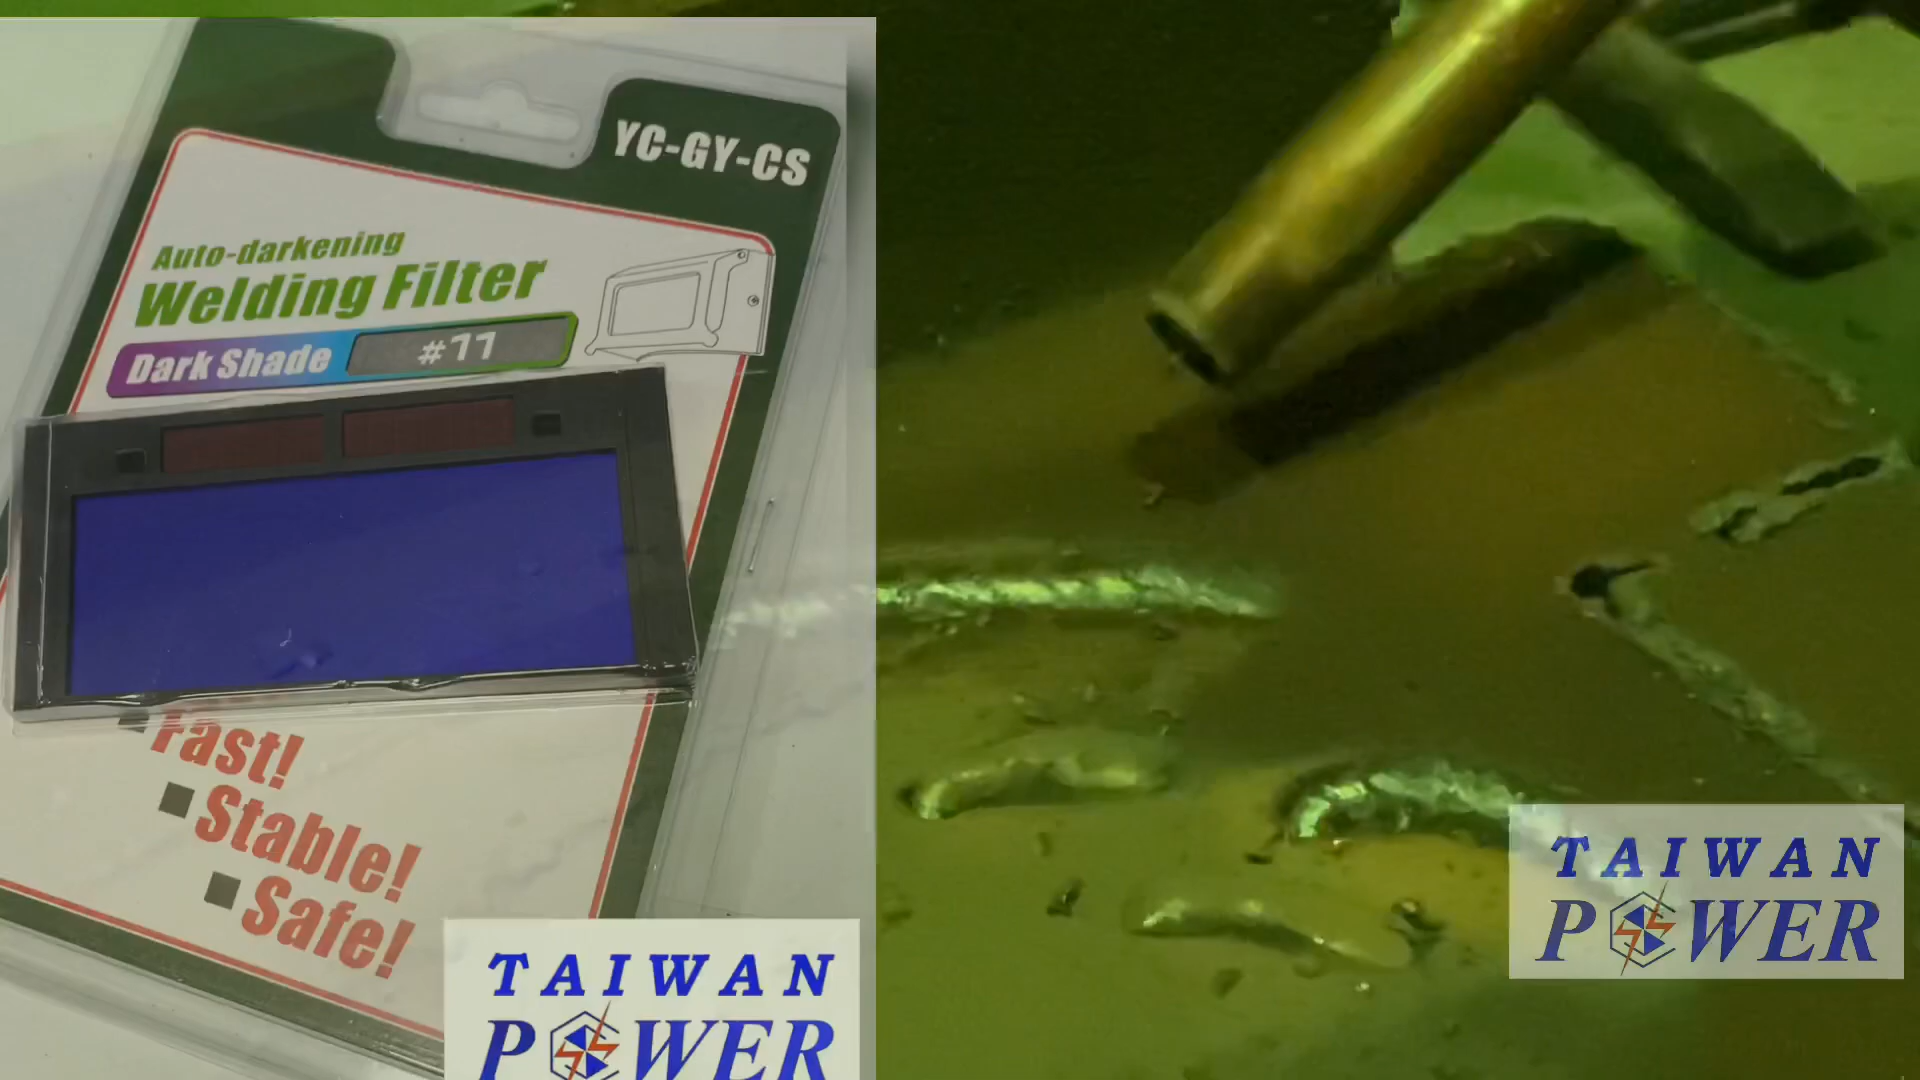 YC-GY-CS
Auto-darkening
Welding Filter
Dark Shade #11
Fast!
Stable!
Safe!
TAIWAN
POWER
TAIWAN
POWER